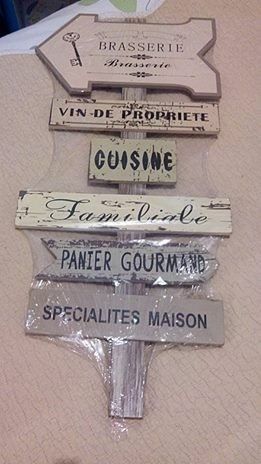 BRASSERIE
Brasserie
VIN DE PROPRIETE
CUISINE
Familiale
PANIER GOURMAND
SPECIALITES MAISON